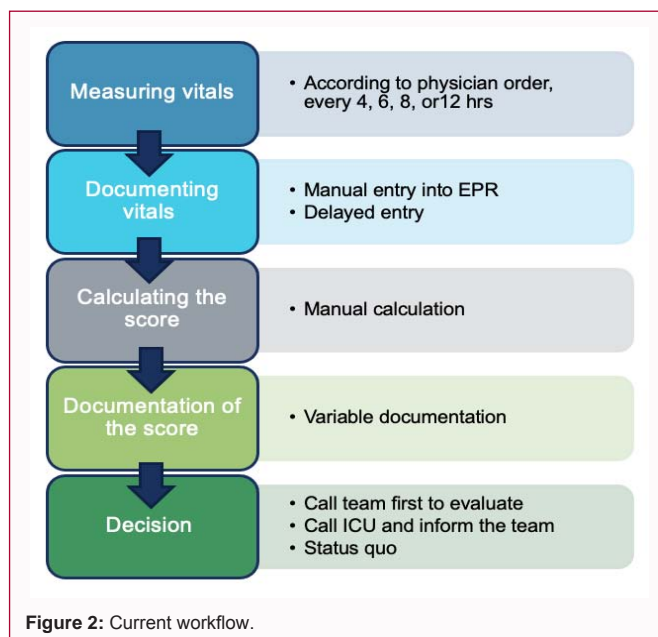 Measuring vitals
• According to physician order,
every 4, 6, 8, or12 hrs
Documenting
vitals
• Manual entry into EPR
• Delayed entry
Calculating the
score
• Manual calculation
Documentation of
the score
• Variable documentation
Decision
• Call team first to evaluate
• Call ICU and inform the team
• Status quo
Figure 2: Current workflow.